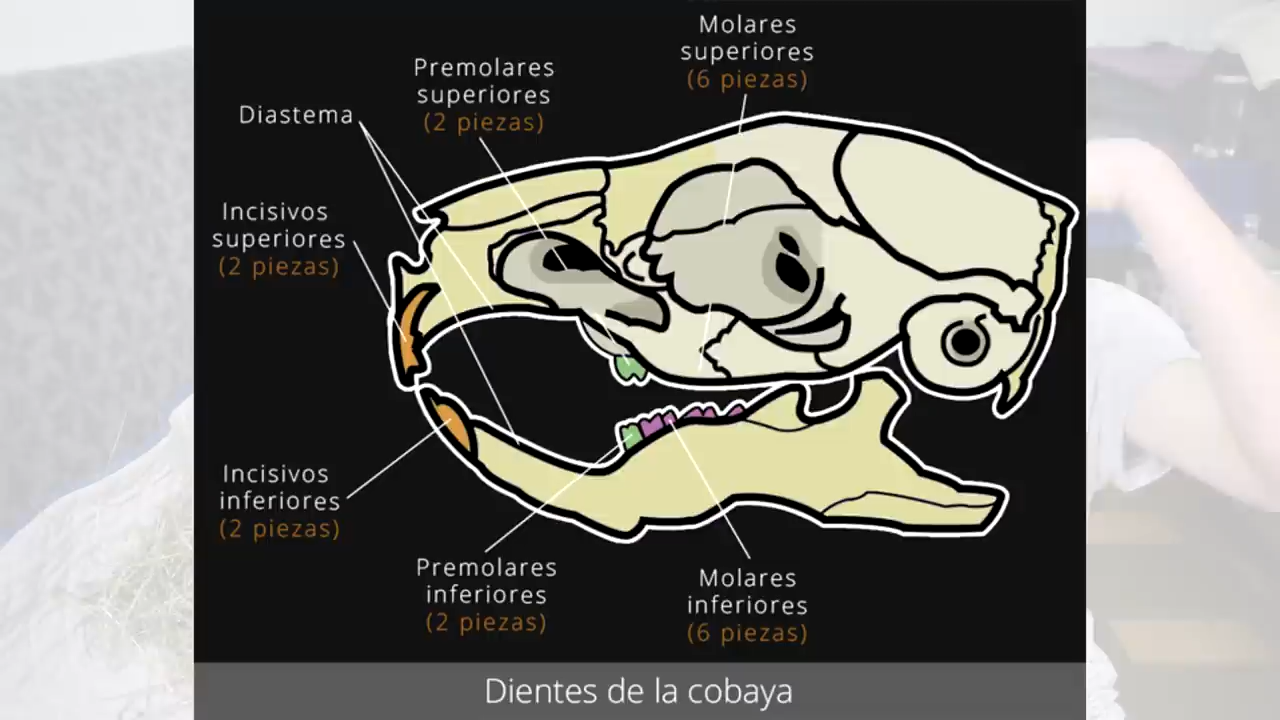 Molares
superiores
(6 piezas)
Premolares
superiores
(2 piezas)
Diastema
Incisivos
superiores
(2 piezas)
Incisivos
inferiores
(2 piezas)
Premolares
inferiores
(2 piezas)
Molares
inferiores
(6 piezas)
Dientes de la cobaya